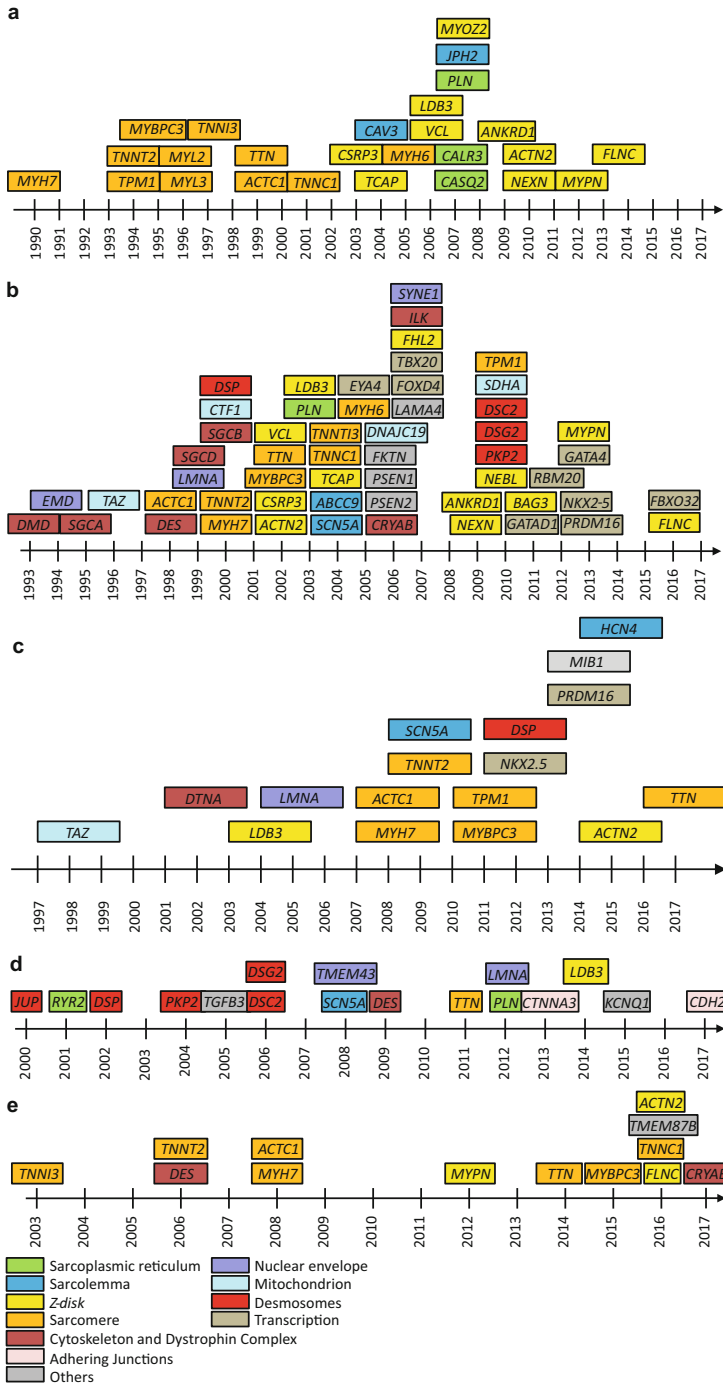 a
MYOZ2
JPH2
PLN
LDB3
MYBPC3 TNNI3 CAV3 VCL ANKRD1
TNNT2 MYL2 TTN CSRP3 MYH6 CALR3 ACTN2 FLNC
MYH7 TPM1 MYL3 ACTC1 TNNC1 TCAP CASQ2 NEXN MYPN
1990 1991 1992 1993 1994 1995 1996 1997 1998 1999 2000 2001 2002 2003 2004 2005 2006 2007 2008 2009 2010 2011 2012 2013 2014 2015 2016 2017
b
SYNE1
ILK
FHL2
TBX20 TPM1
DSP LDB3 EYA4 FOXD4 SDHA
CTF1 PLN MYH6 LAMA4 DSC2
SGCB VCL TNNTI3 DNAJC19 DSG2 MYPN
SGCD TTN TNNC1 FKTN PKP2 GATA4
LMNA MYBPC3 TCAP PSEN1 NEBL RBM20
EMD TAZ ACTC1 TNNT2 CSRP3 ABCC9 PSEN2 ANKRD1 BAG3 NKX2-5 FBXO32
DMD SGCA DES MYH7 ACTN2 SCN5A CRYAB NEXN GATAD1 PRDM16 FLNC
1993 1994 1995 1996 1997 1998 1999 2000 2001 2002 2003 2004 2005 2006 2007 2008 2009 2010 2011 2012 2013 2014 2015 2016 2017
HCN4
c
MIB1
PRDM16
SCN5A DSP
TNNT2 NKX2.5
DTNA LMNA ACTC1 TPM1 TTN
TAZ LDB3 MYH7 MYBPC3 ACTN2
1997 1998 1999 2000 2001 2002 2003 2004 2005 2006 2007 2008 2009 2010 2011 2012 2013 2014 2015 2016 2017
d
DSG2 TMEM43 LMNA LDB3
JUP RYR2 DSP PKP2 TGFB3 DSC2 SCN5A DES TTN PLN CTNNA3 KCNQ1 CDH2
2000 2001 2002 2003 2004 2005 2006 2007 2008 2009 2010 2011 2012 2013 2014 2015 2016 2017
e
ACTN2
TMEM87B
TNNT2 ACTC1 TNNC1
TNNI3 DES MYH7 MYPN TTN MYBPC3 FLNC CRYAB
2003 2004 2005 2006 2007 2008 2009 2010 2011 2012 2013 2014 2015 2016 2017
Sarcoplasmic reticulum Nuclear envelope
Sarcolemma Mitochondrion
Z-disk Desmosomes
Sarcomere Transcription
Cytoskeleton and Dystrophin Complex
Adhering Junctions
Others